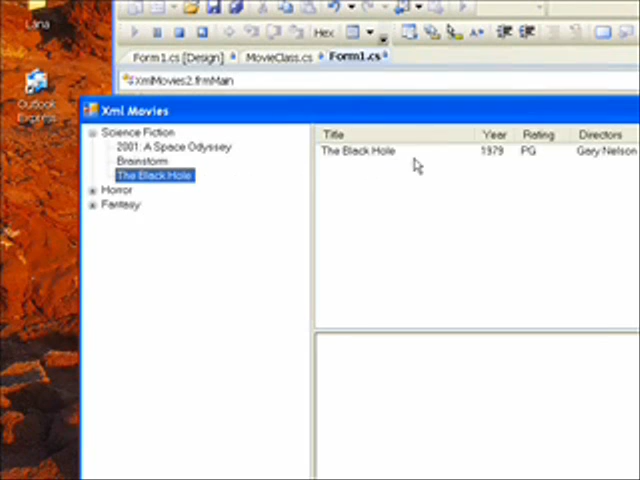 Lana
Outlook
Express
Hex
Form1.cs [Design] MovieClass.cs Form1.cs
XmlMovies2.frmMain
Xml Movies
Science Fiction
2001: A Space Odyssey
Brainstorm
The Black Hole
Horror
Fantasy
Title Year Rating Directors
The Black Hole 1979 PG Gary Nelson